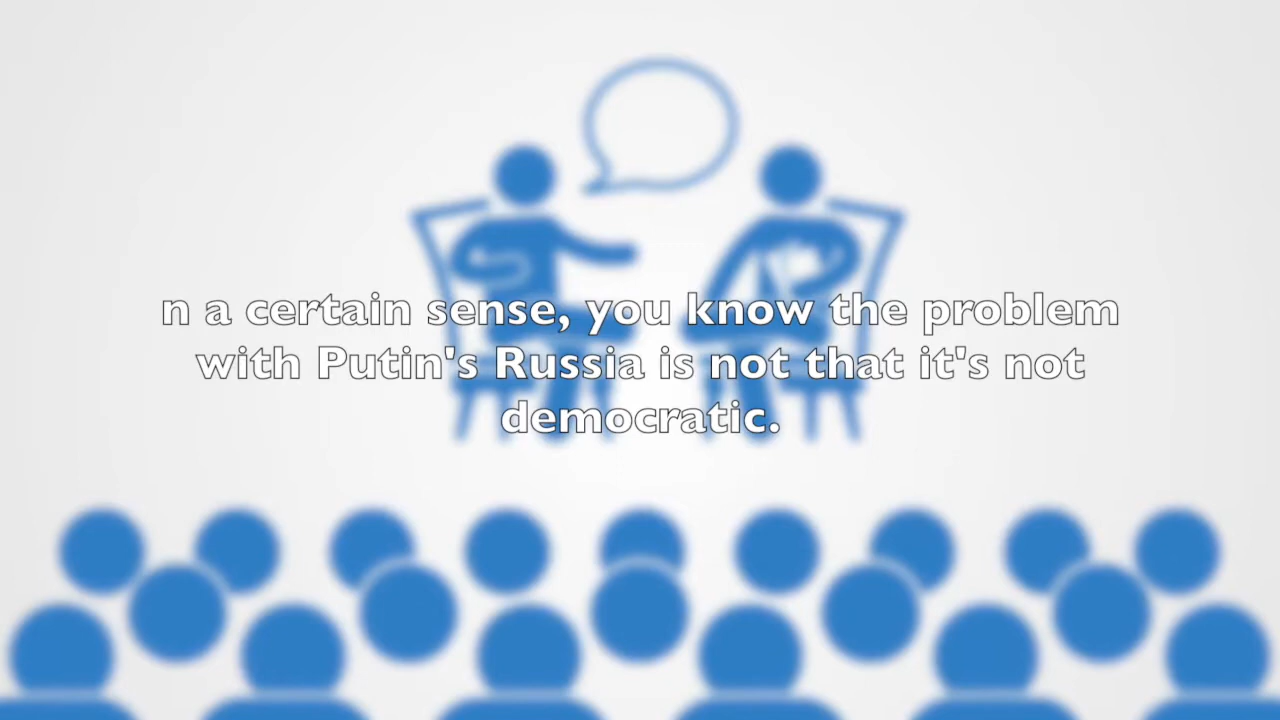 n a certain sense, you know the problem
with Putin's Russia is not that it's not
democratic.